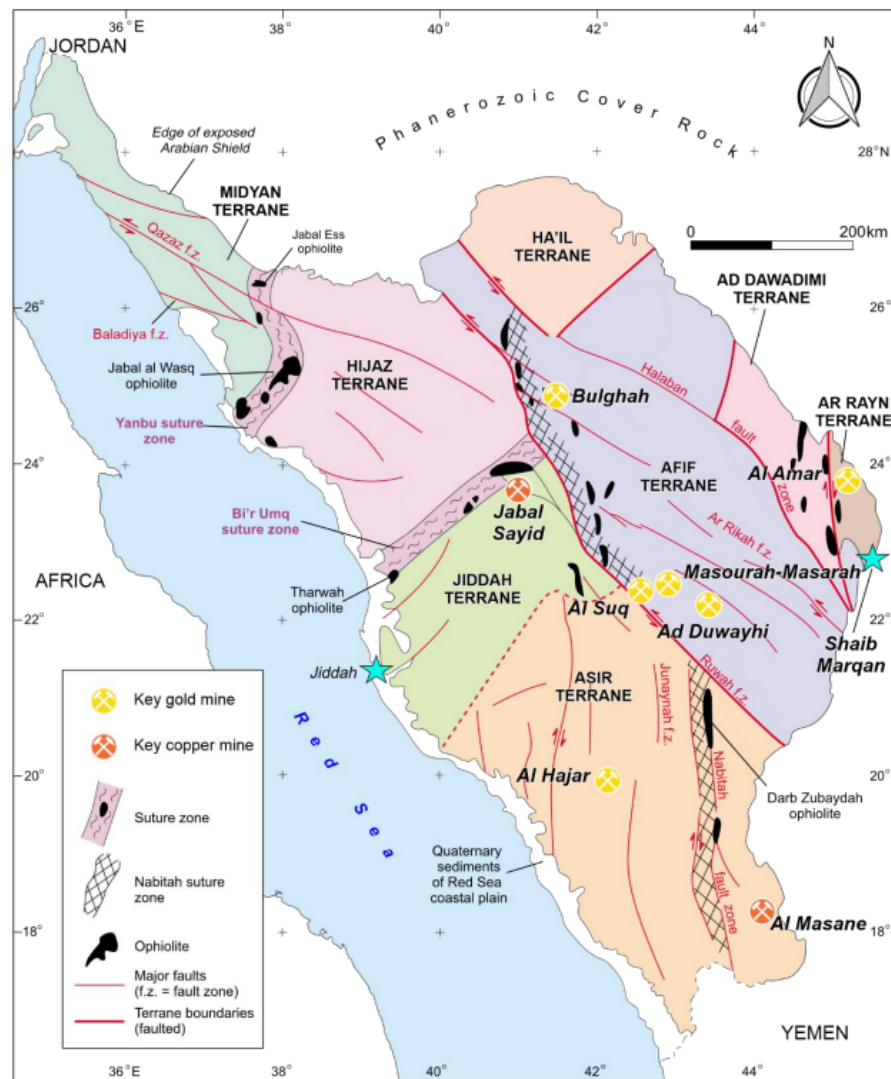 36°E
40
42
44
JORDAN
N
Phanerozoic Cover Rock
Edge of exposed
Arabian Shield
28°N
MIDYAN
TERRANE
0
200km
Qazaz f.z.
Jabal Ess
ophiolite
HA'IL
TERRANE
AD DAWADIMI
TERRANE
26
26
Baladiya f.z.
Jabal al Wasq
ophiolite
HIJAZ
TERRANE
Halaban
fault
zone
Bulghah
AR RAYN
TERRANE
Yanbu suture
zone
24
24
AFIF
TERRANE
Al Amar
Jabal
Sayid
Ar Rikah f.z.
Bi'r Umq
suture zone
AFRICA
Tharwah
ophiolite
JIDDAH
TERRANE
Masourah-Masarah
Al Suq
22
Ad Duwayhi
Shaib
Marqan
Jiddah
ASIR
TERRANE
Junaynah f.z.
Ruwah f.z.
Key gold mine
Key copper mine
Red Sea
20
20°
Al Hajar
Nabitah
fault zone
Darb Zubaydah
ophiolite
Suture zone
Quaternary
sediments
of Red Sea
coastal plain
Nabitah suture
zone
Al Masane
18
18°
Ophiolite
Major faults
(f.z. = fault zone)
Terrane boundaries
(faulted)
YEMEN
36°
38°
40°
42°
44°